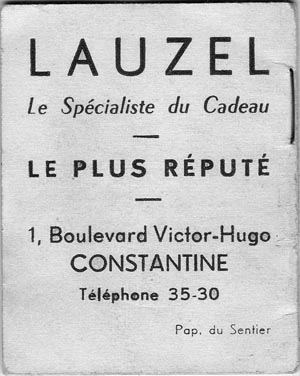 LAUZEL
Le Spécialiste du Cadeau
—
LE PLUS RÉPUTÉ
—
1, Boulevard Victor-Hugo
CONSTANTINE
Téléphone 35-30
Pap. du Sentier